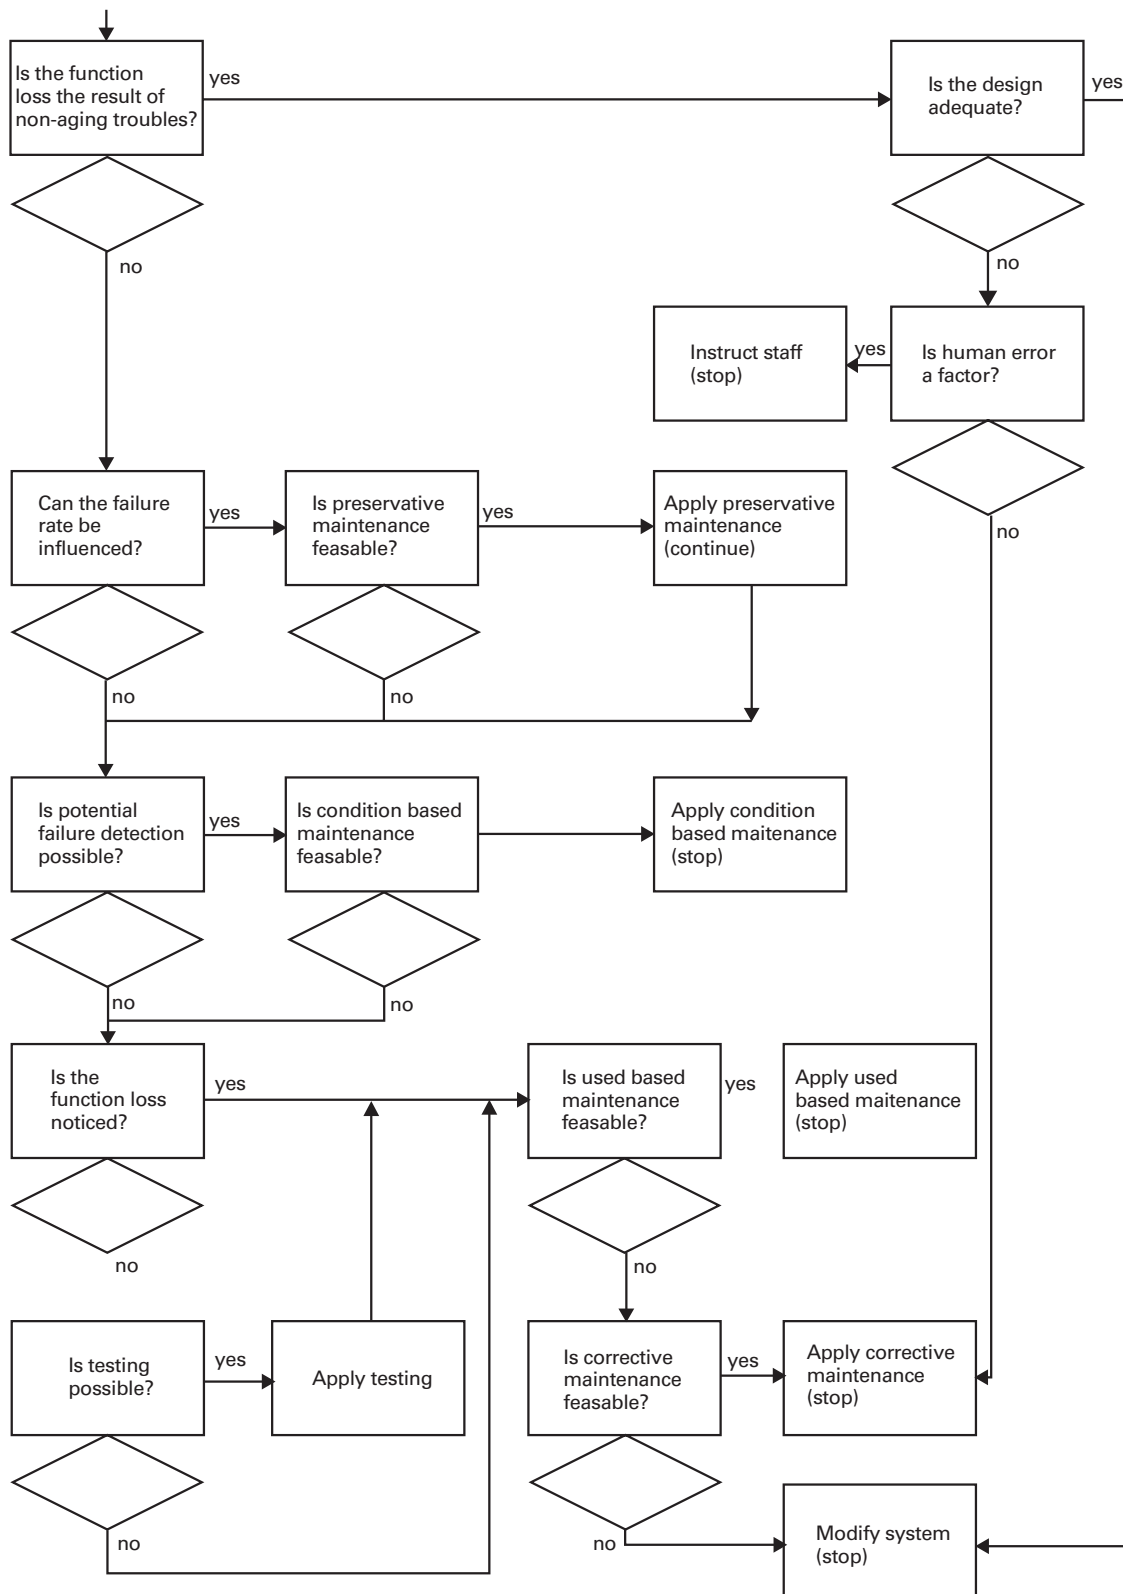 Is the function
loss the result of
non-aging troubles?
yes
Is the design
adequate?
yes
no
no
Instruct staff
(stop)
yes
Is human error
a factor?
no
Can the failure
rate be
influenced?
yes
Is preservative
maintenance
feasable?
yes
Apply preservative
maintenance
(continue)
no
no
Is potential
failure detection
possible?
yes
Is condition based
maintenance
feasable?
Apply condition
based maitenance
(stop)
no
no
Is the
function loss
noticed?
yes
Is used based
maintenance
feasable?
yes
Apply used
based maitenance
(stop)
no
no
Is testing
possible?
yes
Apply testing
Is corrective
maintenance
feasable?
yes
Apply corrective
maintenance
(stop)
no
no
Modify system
(stop)